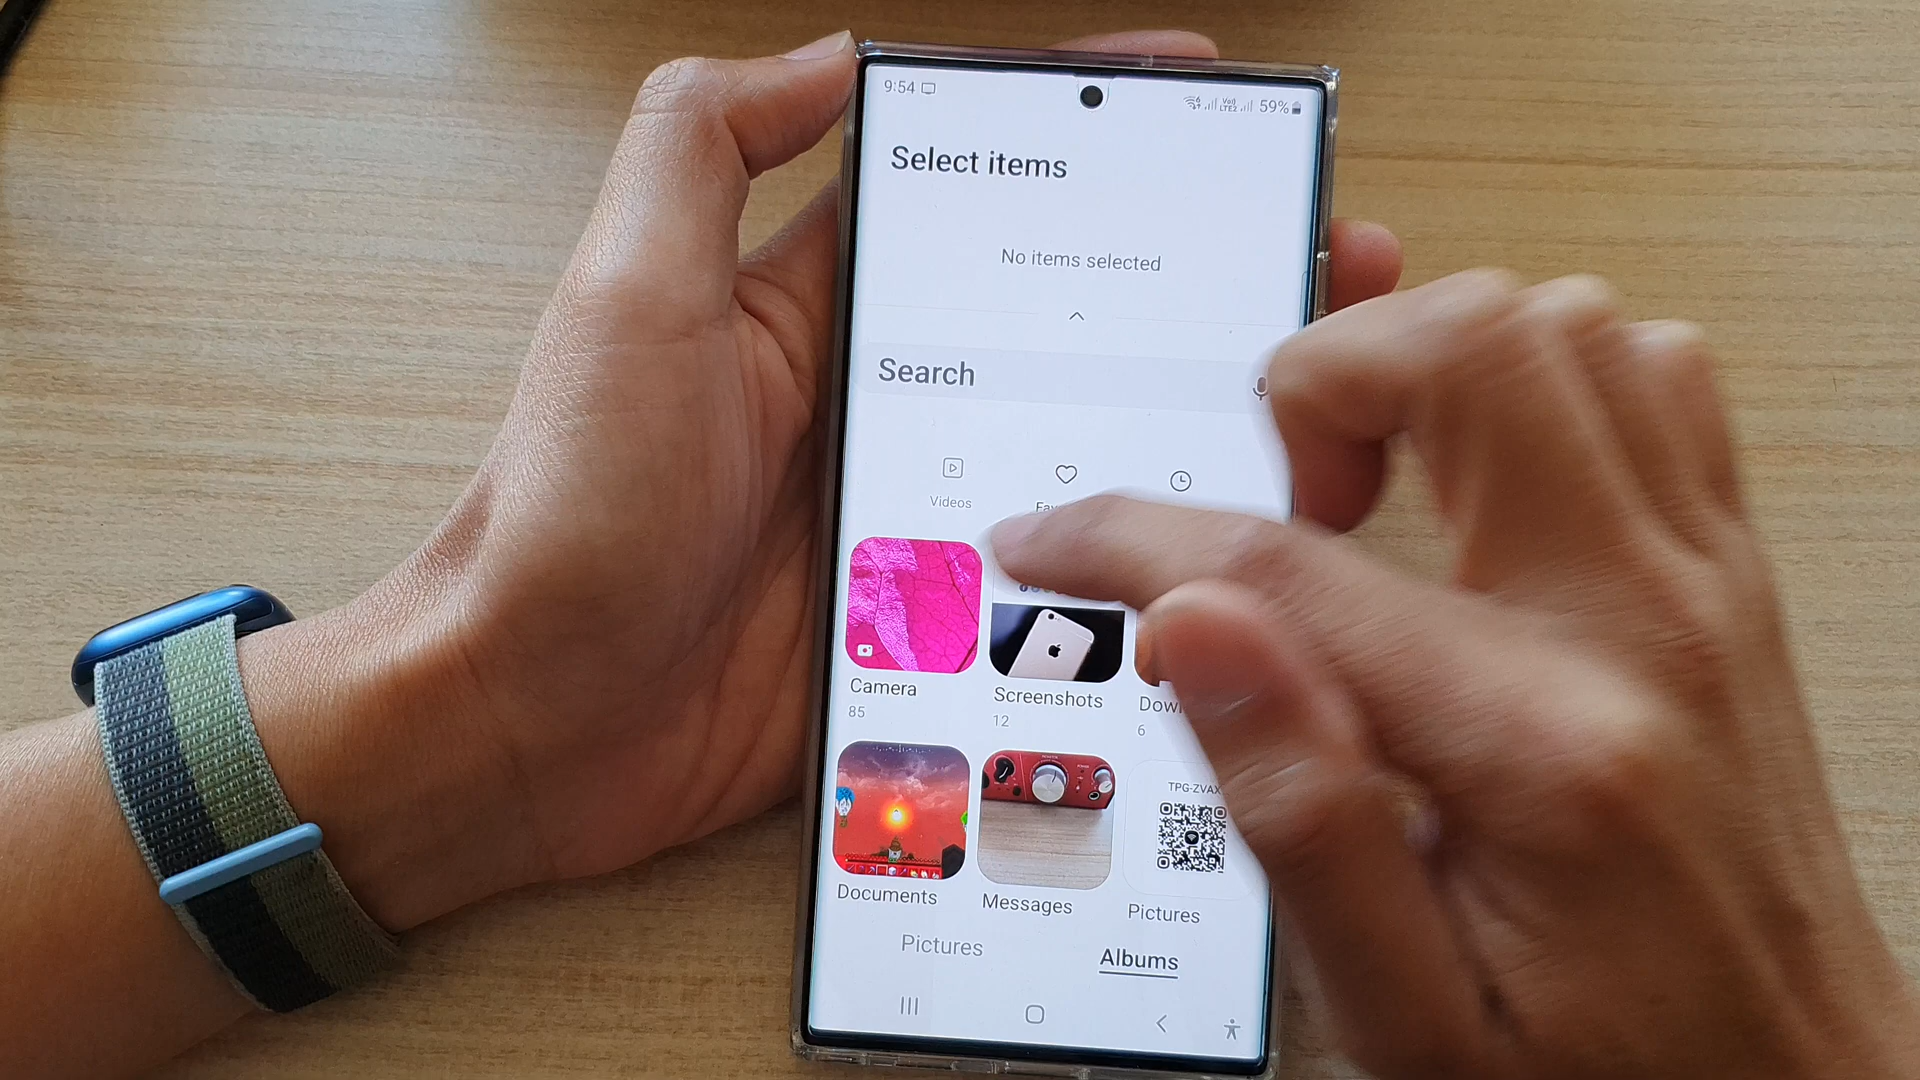 9:54
59%
Select items
No items selected
Search
Videos
Camera
85
Screenshots
12
6
Documents
Messages
TPG-ZVAX
Pictures
Pictures
Albums